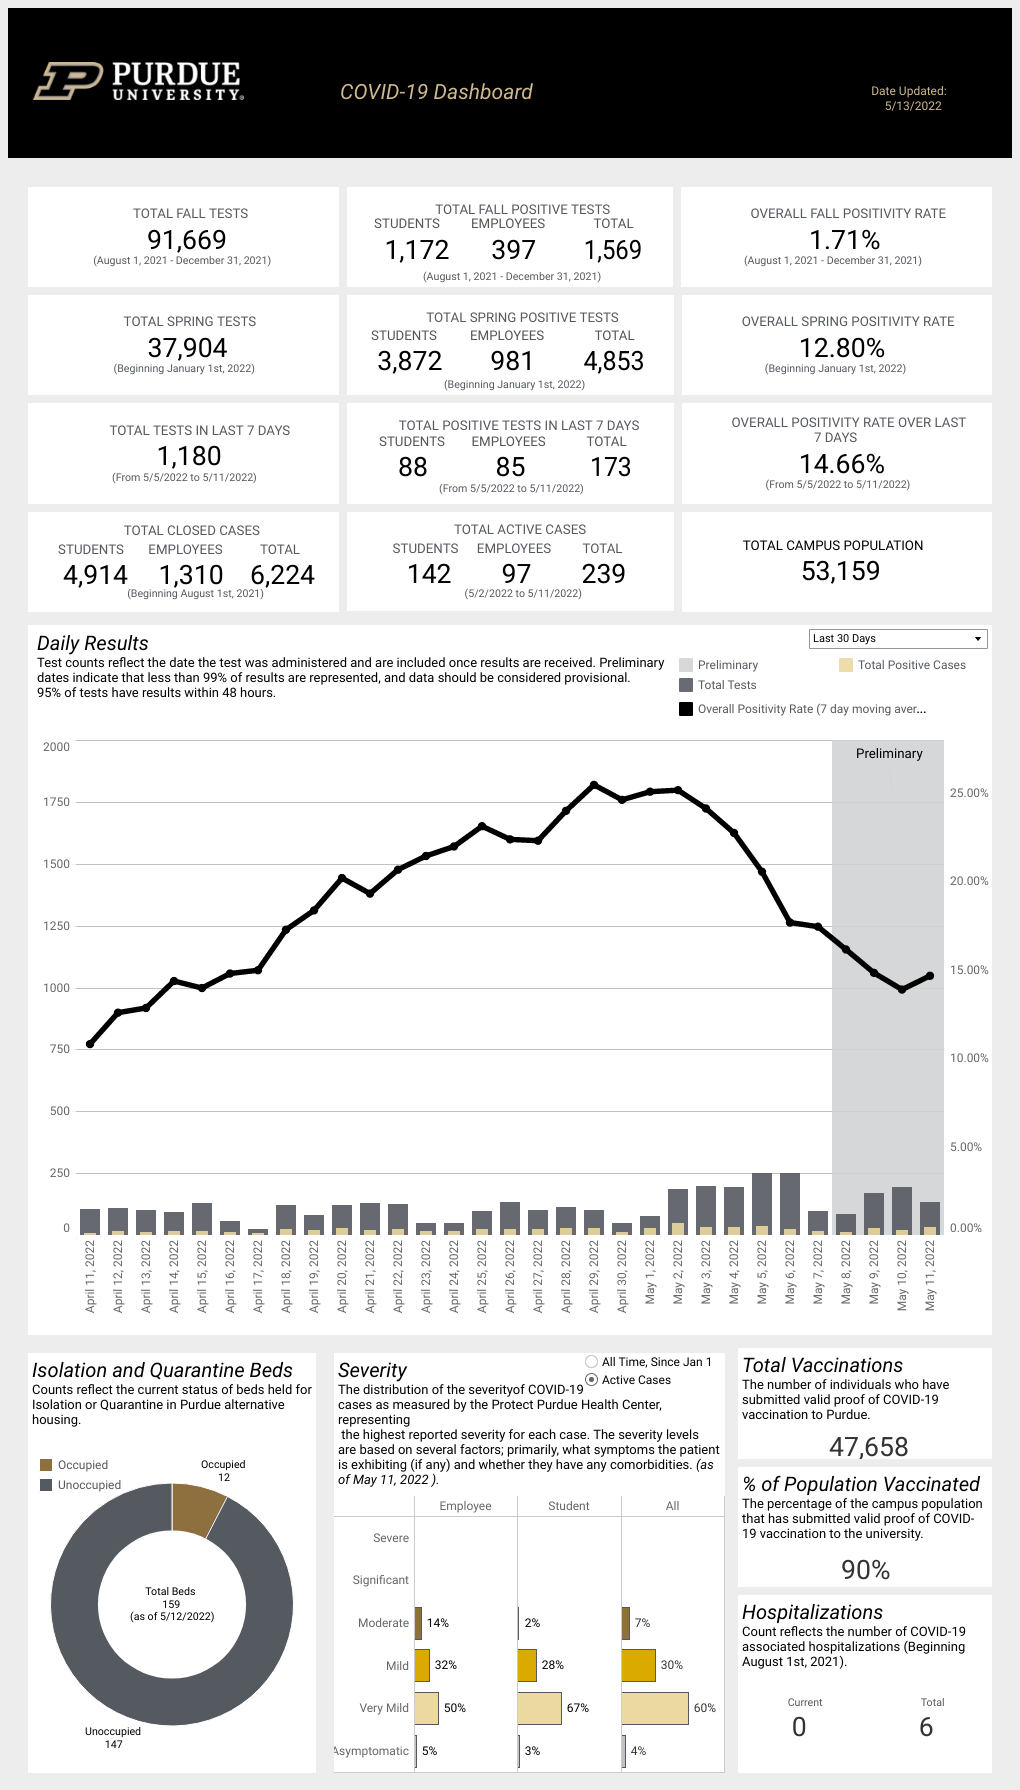 PURDUE
UNIVERSITY®
COVID-19 Dashboard
Date Updated:
5/13/2022
TOTAL FALL TESTS
91,669
(August 1, 2021 - December 31, 2021)
TOTAL FALL POSITIVE TESTS
STUDENTS EMPLOYEES TOTAL
1,172 397 1,569
(August 1, 2021 - December 31, 2021)
OVERALL FALL POSITIVITY RATE
1.71%
(August 1, 2021 - December 31, 2021)
TOTAL SPRING TESTS
37,904
(Beginning January 1st, 2022)
TOTAL SPRING POSITIVE TESTS
STUDENTS EMPLOYEES TOTAL
3,872 981 4,853
(Beginning January 1st, 2022)
OVERALL SPRING POSITIVITY RATE
12.80%
(Beginning January 1st, 2022)
TOTAL TESTS IN LAST 7 DAYS
1,180
(From 5/5/2022 to 5/11/2022)
TOTAL POSITIVE TESTS IN LAST 7 DAYS
STUDENTS EMPLOYEES TOTAL
88 85 173
(From 5/5/2022 to 5/11/2022)
OVERALL POSITIVITY RATE OVER LAST
7 DAYS
14.66%
(From 5/5/2022 to 5/11/2022)
TOTAL CLOSED CASES
STUDENTS EMPLOYEES TOTAL
4,914 1,310 6,224
(Beginning August 1st, 2021)
TOTAL ACTIVE CASES
STUDENTS EMPLOYEES TOTAL
142 97 239
(5/2/2022 to 5/11/2022)
TOTAL CAMPUS POPULATION
53,159
Daily Results
Test counts reflect the date the test was administered and are included once results are received. Preliminary
dates indicate that less than 99% of results are represented, and data should be considered provisional.
95% of tests have results within 48 hours.
Last 30 Days
Preliminary
Total Positive Cases
Total Tests
Overall Positivity Rate (7 day moving aver...
Preliminary
2000
1750
1500
1250
1000
750
500
250
0
25.00%
20.00%
15.00%
10.00%
5.00%
0.00%
April 11, 2022
April 12, 2022
April 13, 2022
April 14, 2022
April 15, 2022
April 16, 2022
April 17, 2022
April 18, 2022
April 19, 2022
April 20, 2022
April 21, 2022
April 22, 2022
April 23, 2022
April 24, 2022
April 25, 2022
April 26, 2022
April 27, 2022
April 28, 2022
April 29, 2022
April 30, 2022
May 1, 2022
May 2, 2022
May 3, 2022
May 4, 2022
May 5, 2022
May 6, 2022
May 7, 2022
May 8, 2022
May 9, 2022
May 10, 2022
May 11, 2022
Isolation and Quarantine Beds
Counts reflect the current status of beds held for
Isolation or Quarantine in Purdue alternative
housing.
Occupied
Unoccupied
Occupied
12
Total Beds
159
(as of 5/12/2022)
Unoccupied
147
Severity
All Time, Since Jan 1
Active Cases
The distribution of the severityof COVID-19
cases as measured by the Protect Purdue Health Center,
representing
the highest reported severity for each case. The severity levels
are based on several factors; primarily, what symptoms the patient
is exhibiting (if any) and whether they have any comorbidities. (as
of May 11, 2022 ).
Employee Student All
Severe
Significant
Moderate 14% 2% 7%
Mild 32% 28% 30%
Very Mild 50% 67% 60%
Asymptomatic 5% 3% 4%
Total Vaccinations
The number of individuals who have
submitted valid proof of COVID-19
vaccination to Purdue.
47,658
% of Population Vaccinated
The percentage of the campus population
that has submitted valid proof of COVID-
19 vaccination to the university.
90%
Hospitalizations
Count reflects the number of COVID-19
associated hospitalizations (Beginning
August 1st, 2021).
Current Total
0 6